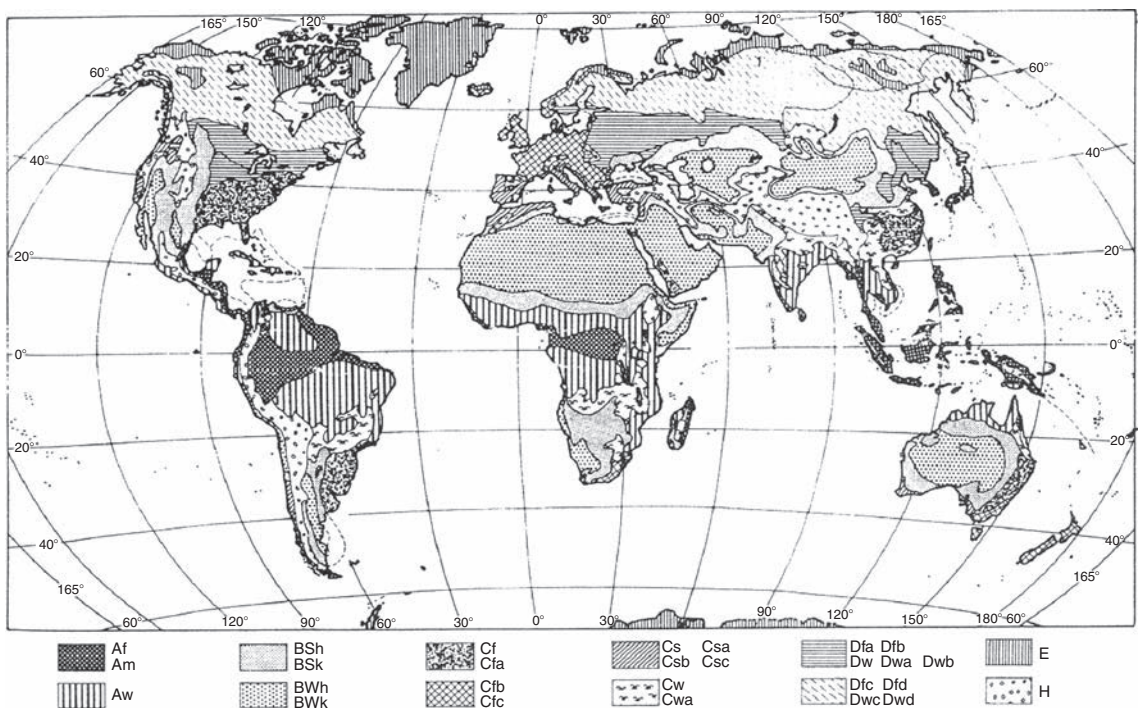 165° 150° 120° 0° 30° 60° 90° 120° 150° 180° 165°
60° 60°
40° 40°
20° 20°
0° 0°
20° 20°
40° 40°
165° 165°
60° 120° 90° 60° 30° 0° 30° 90° 120° 150° 180° 60°
Af
Am
BSh
BSk
Cf
Cfa
Cs Csa
Csb Csc
Dfa Dfb
Dw Dwa Dwb
E
Aw
BWh
BWk
Cfb
Cfc
Cw
Cwa
Dfc Dfd
Dwc Dwd
H